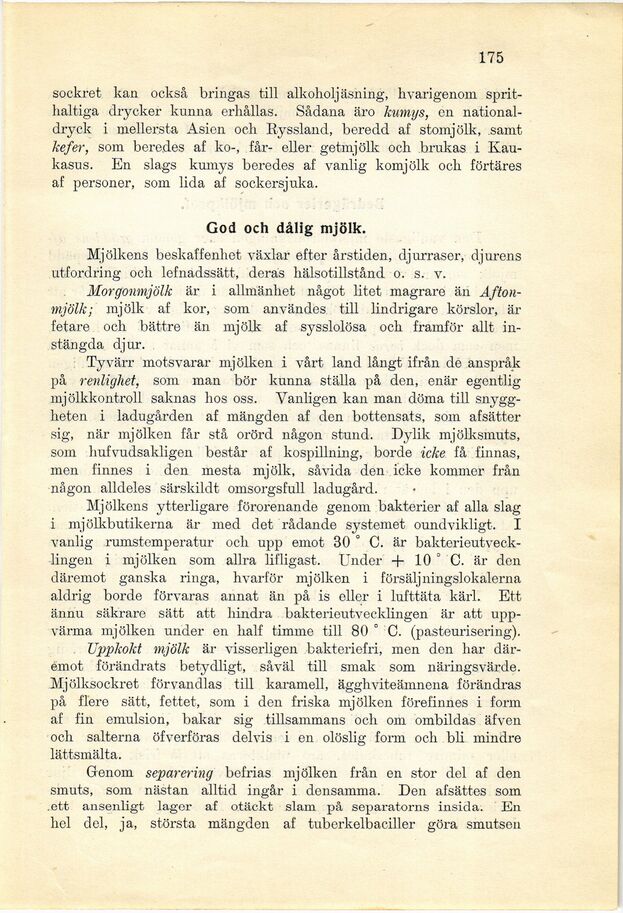 175
sockret kan också bringas till alkoholjäsning, hvarigenom sprit-
haltiga drycker kunna erhållas. Sådana äro kumys, en national-
dryck i mellersta Asien och Ryssland, beredd af stomjölk, samt
kefer, som beredes af ko-, får- eller getmjölk och brukas i Kau-
kasus. En slags kumys beredes af vanlig komjölk och förtäres
af personer, som lida af sockersjuka.
God och dålig mjölk.
Mjölkens beskaffenhet växlar efter årstiden, djurraser, djurens
utfordring och lefnadssätt, deras hälsotillstånd o. s. v.
Morgonmjölk är i allmänhet något litet magrare än Afton-
mjölk; mjölk af kor, som användes till lindrigare körslor, är
fetare och bättre än mjölk af sysslolösa och framför allt in-
stängda djur.
Tyvärr motsvarar mjölken i vårt land långt ifrån de anspråk
på renlighet, som man bör kunna ställa på den, enär egentlig
mjölkkontroll saknas hos oss. Vanligen kan man döma till snygg-
heten i ladugården af mängden af den bottensats, som afsätter
sig, när mjölken får stå orörd någon stund. Dylik mjölksmuts,
som hufvudsakligen består af kospillning, borde icke få finnas,
men finnes i den mesta mjölk, såvida den icke kommer från
någon alldeles särskildt omsorgsfull ladugård.
Mjölkens ytterligare förorenande genom bakterier af alla slag
i mjölkbutikerna är med det rådande systemet oundvikligt. I
vanlig rumstemperatur och upp emot 30° C. är bakterieutveck-
lingen i mjölken som allra lifligast. Under + 10° C. är den
däremot ganska ringa, hvarför mjölken i försäljningslokalerna
aldrig borde förvaras annat än på is eller i lufttäta kärl. Ett
ännu säkrare sätt att hindra bakterieutvecklingen är att upp-
värma mjölken under en half timme till 80° C. (pasteurisering).
Uppkokt mjölk är visserligen bakteriefri, men den har där-
emot förändrats betydligt, såväl till smak som näringsvärde.
Mjölksockret förvandlas till karamell, ägghviteämnena förändras
på flere sätt, fettet, som i den friska mjölken förefinnes i form
af fin emulsion, bakar sig tillsammans och om ombildas äfven
och salterna öfverföras delvis i en olöslig form och bli mindre
lättsmälta.
Genom separering befrias mjölken från en stor del af den
smuts, som nästan alltid ingår i densamma. Den afsättes som
ett ansenligt lager af otäckt slam på separatorns insida. En
hel del, ja, största mängden af tuberkelbaciller göra smutsen